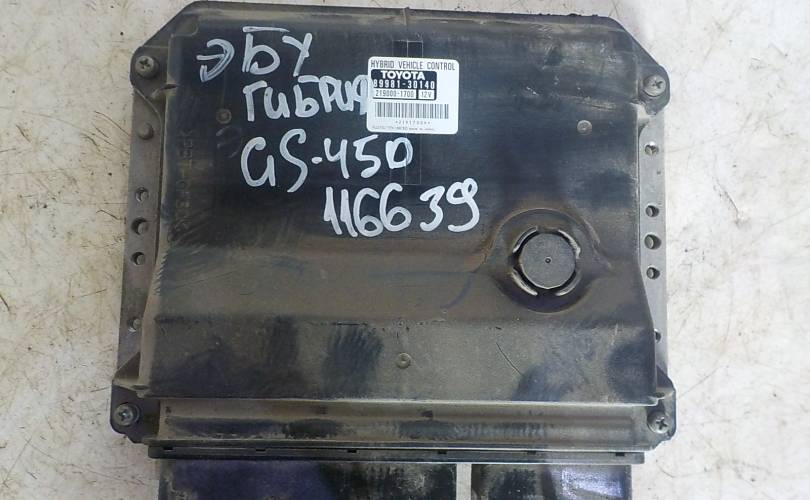 ЭБУ
ГИБРИД
GS-450
116639
HYBRID VEHICLE CONTROL
TOYOTA
89981-30140
219000-1700 12V